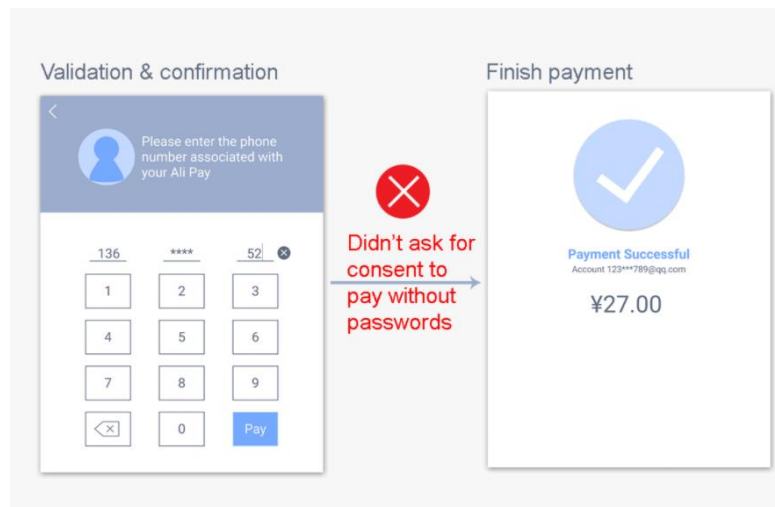 Validation & confirmation
Please enter the phone
number associated with
your Ali Pay
136 **** 52
1 2 3
4 5 6
7 8 9
0 Pay
Didn't ask for
consent to
pay without
passwords
Finish payment
Payment Successful
Account 123***789@qq.com
¥27.00